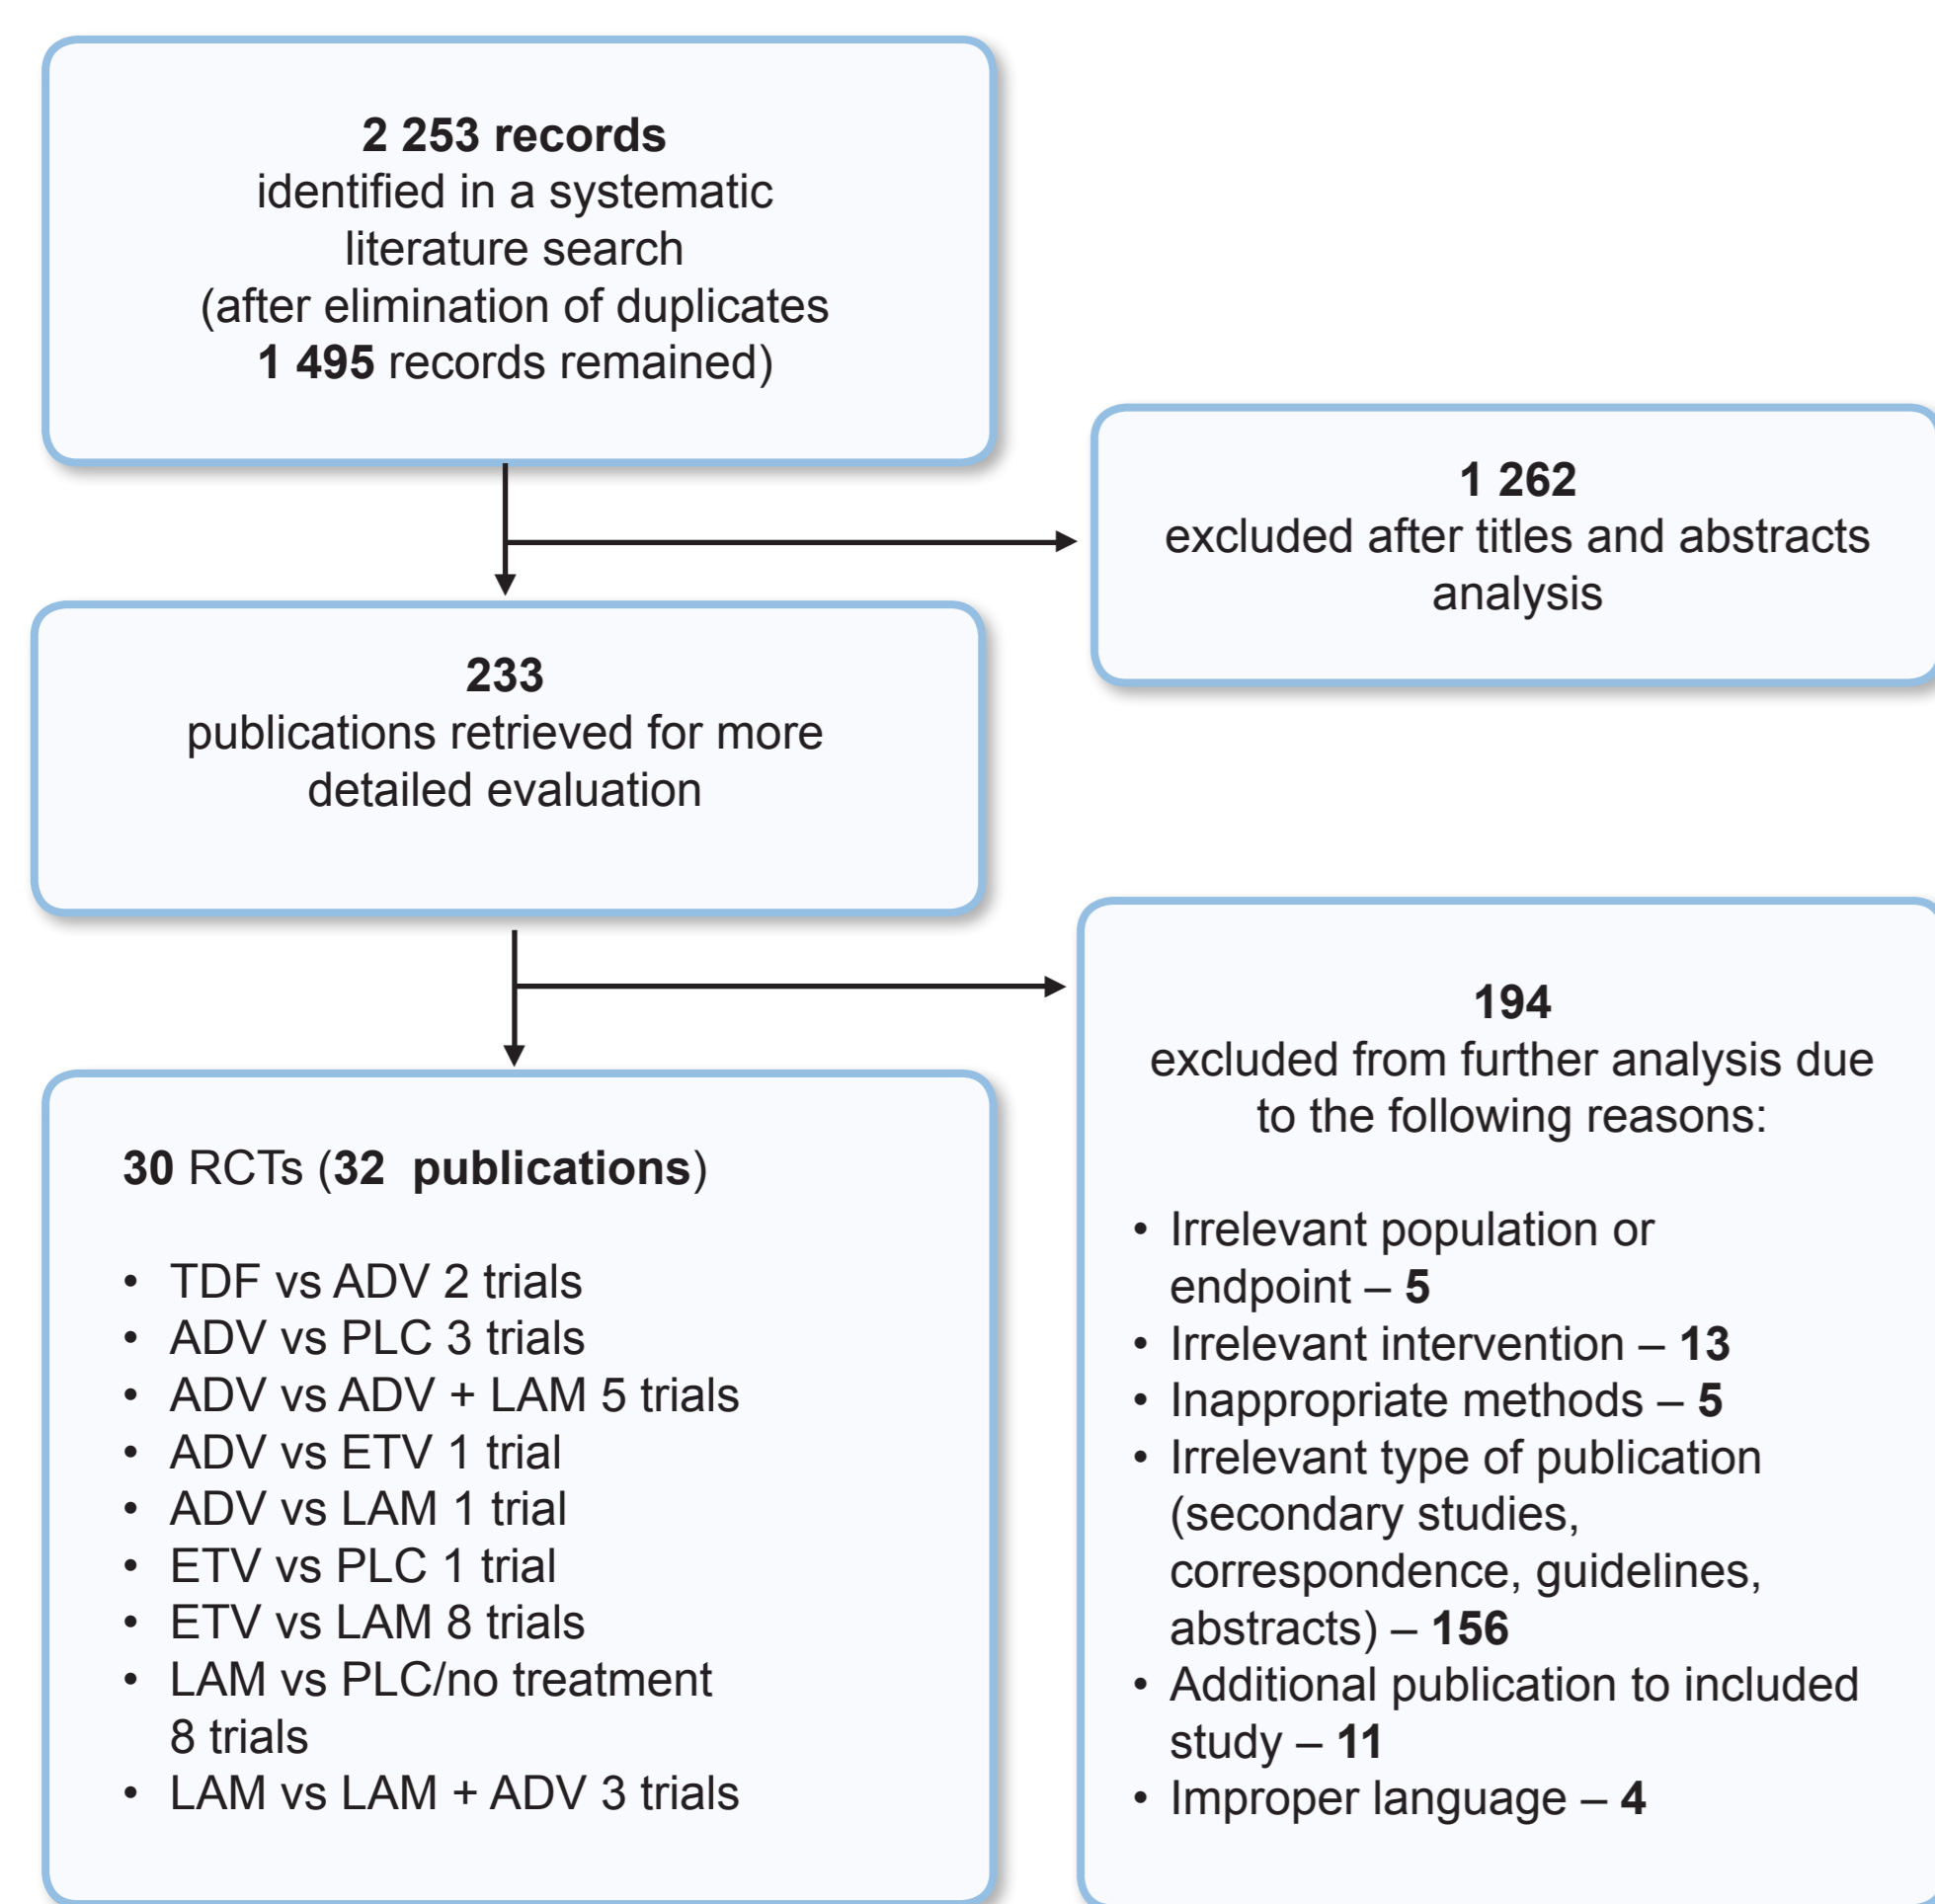 2 253 records
identified in a systematic
literature search
(after elimination of duplicates
1 495 records remained)
1 262
excluded after titles and abstracts
analysis
233
publications retrieved for more
detailed evaluation
194
excluded from further analysis due
to the following reasons:
• Irrelevant population or
endpoint – 5
• Irrelevant intervention – 13
• Inappropriate methods – 5
• Irrelevant type of publication
(secondary studies,
correspondence, guidelines,
abstracts) – 156
• Additional publication to included
study – 11
• Improper language – 4
30 RCTs (32 publications)
• TDF vs ADV 2 trials
• ADV vs PLC 3 trials
• ADV vs ADV + LAM 5 trials
• ADV vs ETV 1 trial
• ADV vs LAM 1 trial
• ETV vs PLC 1 trial
• ETV vs LAM 8 trials
• LAM vs PLC/no treatment
8 trials
• LAM vs LAM + ADV 3 trials